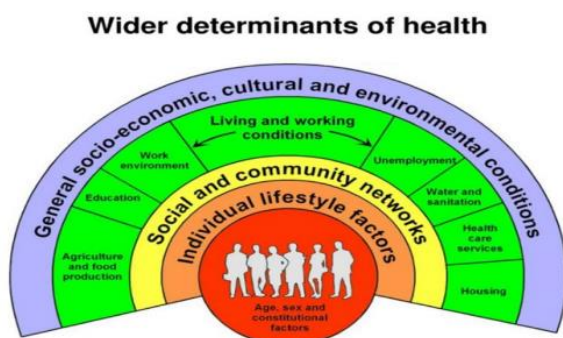 Wider determinants of health
General socio-economic, cultural and environmental conditions
Living and working
conditions
Work
environment
Unemployment
Education
Water and
sanitation
Agriculture
and food
production
Health
care
services
Housing
Social and community networks
Individual lifestyle factors
Age, sex and
constitutional
factors